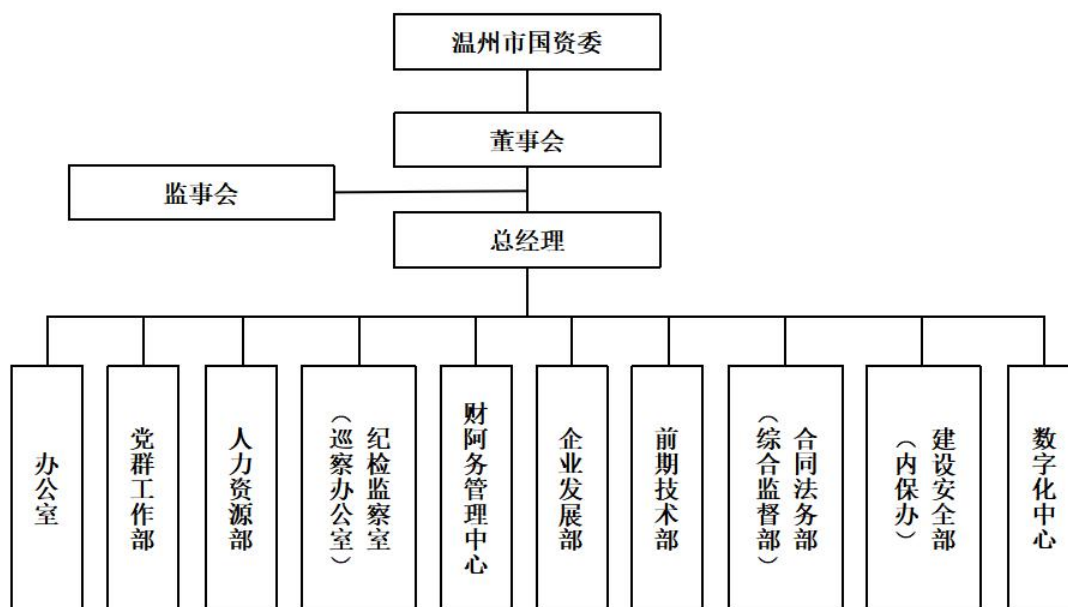 温州市国资委
董事会
监事会
总经理
办公室
党群工作部
人力资源部
纪检监察室
（巡察办公室）
财阿务管理中心
企业发展部
前期技术部
合同法务部
（综合监督部）
建设安全部
（内保办）
数字化中心